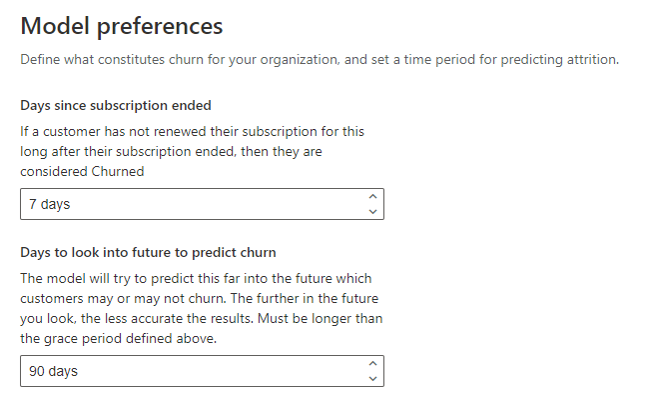 Model preferences
Define what constitutes churn for your organization, and set a time period for predicting attrition.
Days since subscription ended
If a customer has not renewed their subscription for this
long after their subscription ended, then they are
considered Churned
7 days
Days to look into future to predict churn
The model will try to predict this far into the future which
customers may or may not churn. The further in the future
you look, the less accurate the results. Must be longer than
the grace period defined above.
90 days